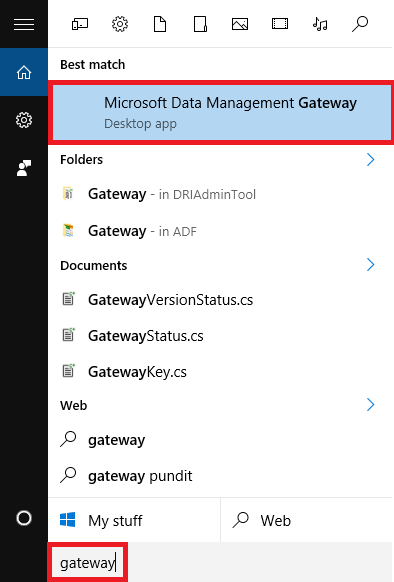 Best match
Microsoft Data Management Gateway
Desktop app
Folders
Gateway - in DRIAdminTool
Gateway - in ADF
Documents
GatewayVersionStatus.cs
GatewayStatus.cs
GatewayKey.cs
Web
gateway
gateway pundit
My stuff
Web
gateway